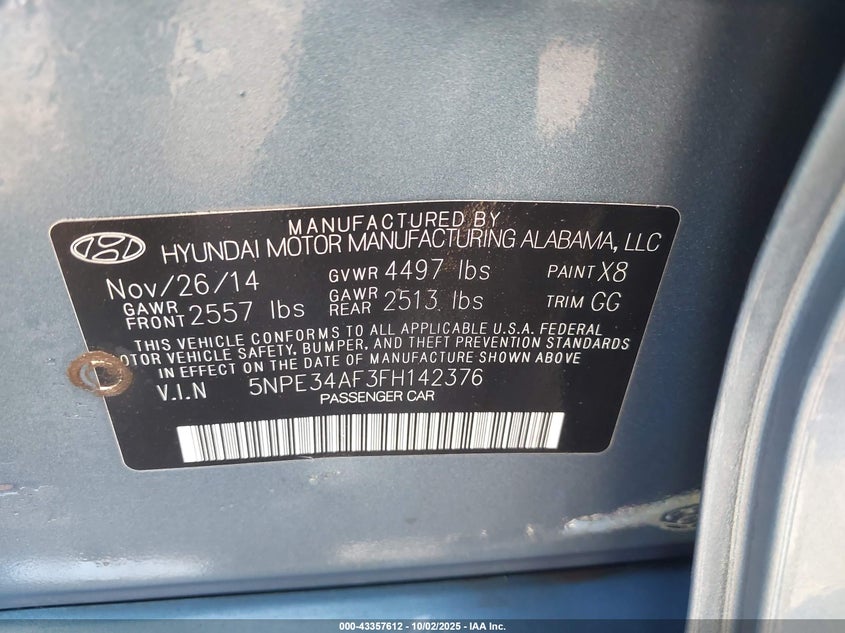 MANUFACTURED BY
HYUNDAI MOTOR MANUFACTURING ALABAMA, LLC
Nov/26/14 GVWR 4497 lbs PAINT X8
GAWR FRONT 2557 lbs GAWR REAR 2513 lbs TRIM GG
THIS VEHICLE CONFORMS TO ALL APPLICABLE U.S.A. FEDERAL
OTOR VEHICLE SAFETY, BUMPER, AND THEFT PREVENTION STANDARDS
IN EFFECT ON THE DATE OF MANUFACTURE SHOWN ABOVE
V.I.N 5NPE34AF3FH142376
PASSENGER CAR
000-43357612 - 10/02/2025 - IAA Inc.